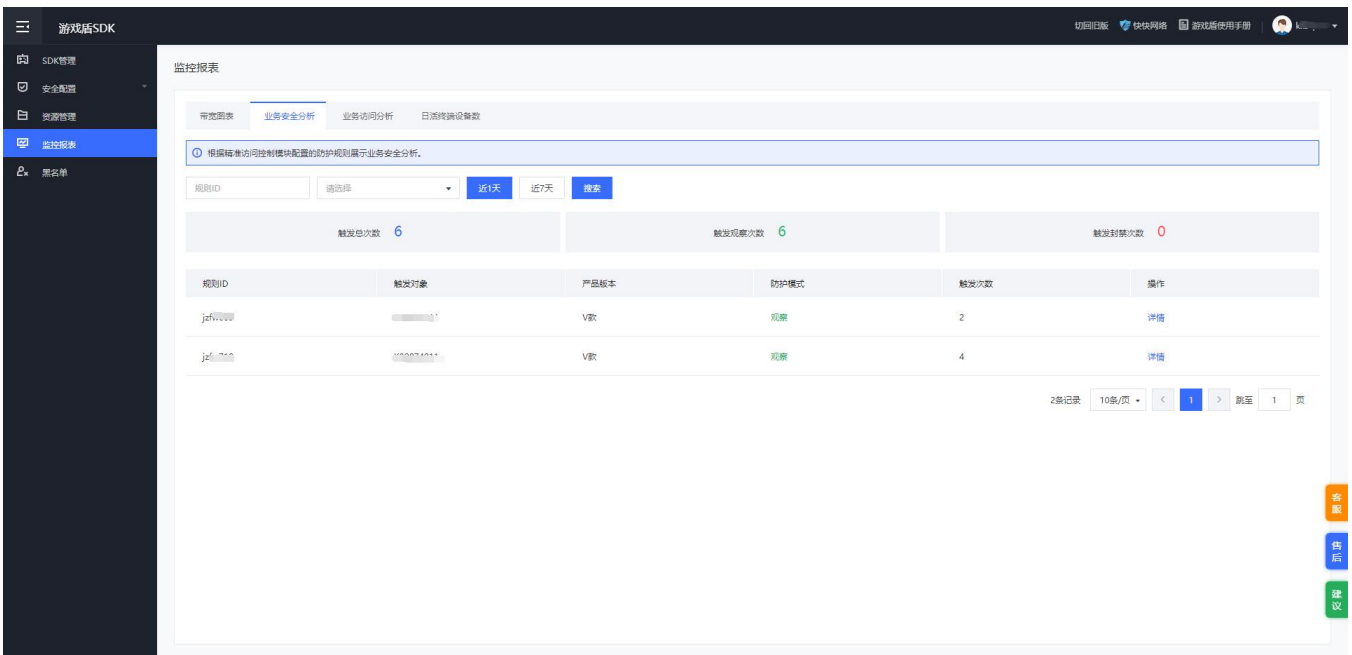 游戏盾SDK
切回旧版 快快网络 游戏盾使用手册
SDK管理
安全配置
资源管理
监控报表
黑名单
监控报表
带宽图表 业务安全分析 业务访问分析 日活终端设备数
根据精准访问控制模块配置的防护规则展示业务安全分析。
规则ID 请选择 近1天 近7天 搜索
触发总次数 6 触发观察次数 6 触发封禁次数 0
规则ID 触发对象 产品版本 防护模式 触发次数 操作
V款 观察 2 详情
V款 观察 4 详情
2条记录 10条/页 < 1 > 跳至 1 页
客服
售后
建议